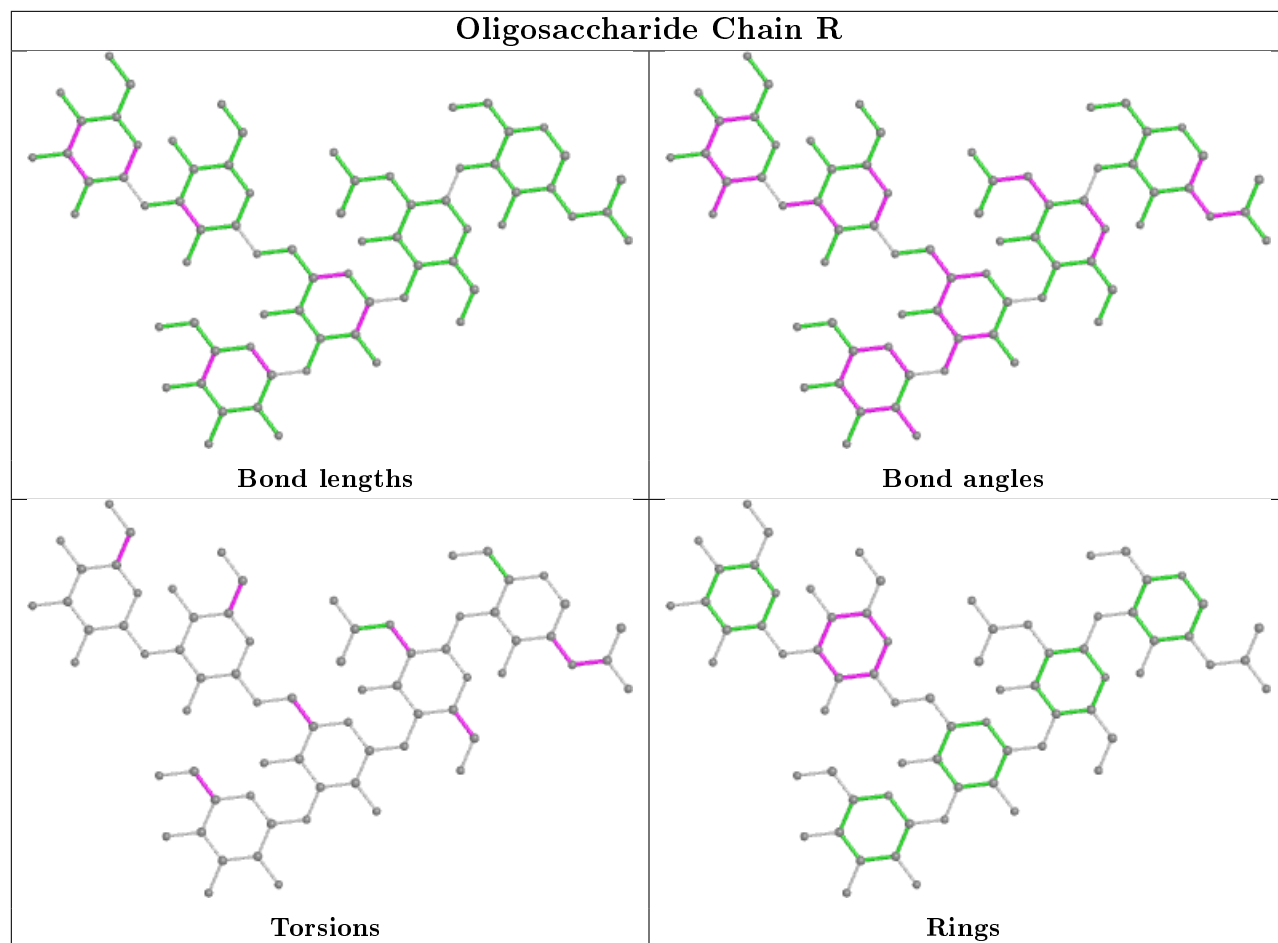 Oligosaccharide Chain R
Bond lengths
Bond angles
Torsions
Rings